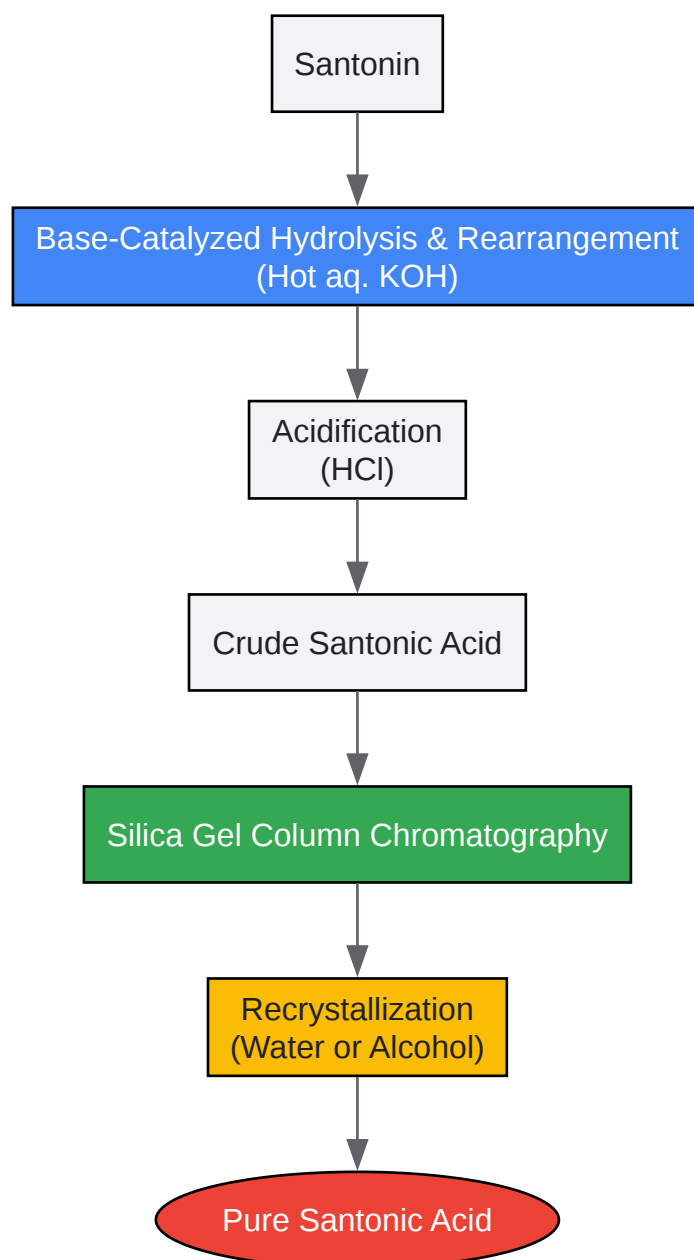 Santonin
Base-Catalyzed Hydrolysis & Rearrangement
(Hot aq. KOH)
Acidification
(HCl)
Crude Santonic Acid
Silica Gel Column Chromatography
Recrystallization
(Water or Alcohol)
Pure Santonic Acid